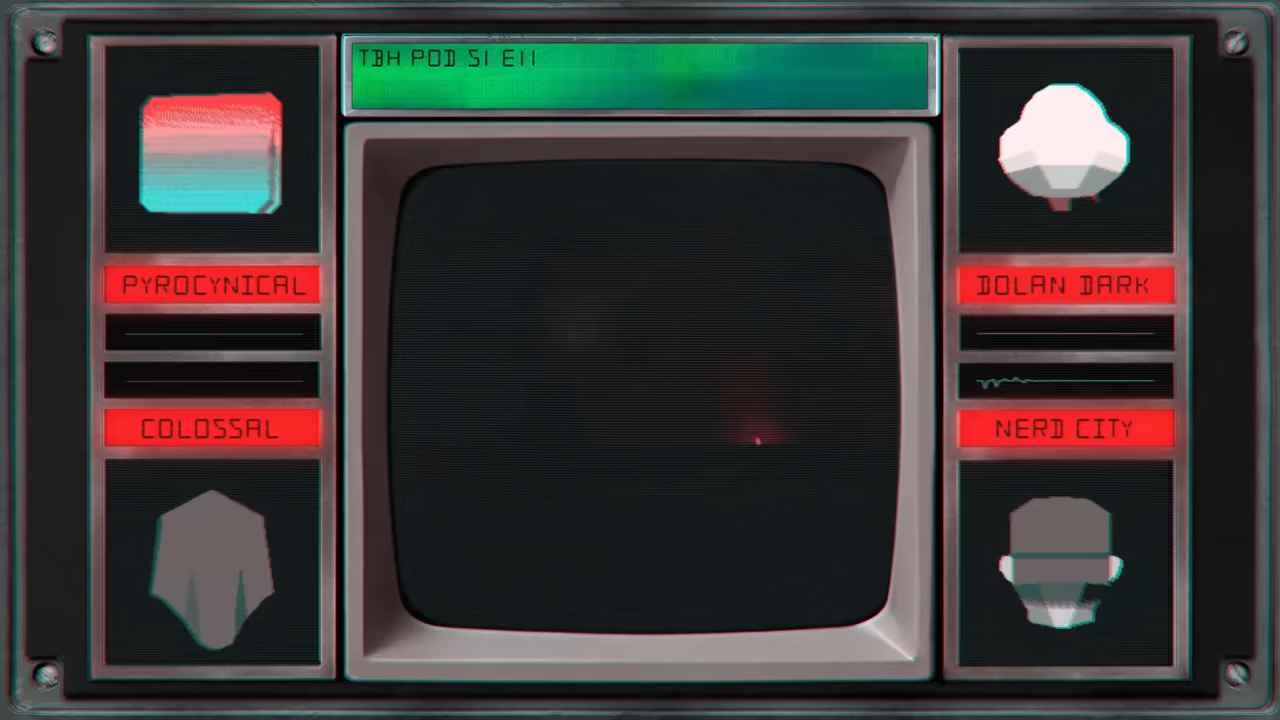 TBH POD S1 E11
PYROCYNICAL
DOLAN DARK
COLOSSAL
NERD CITY